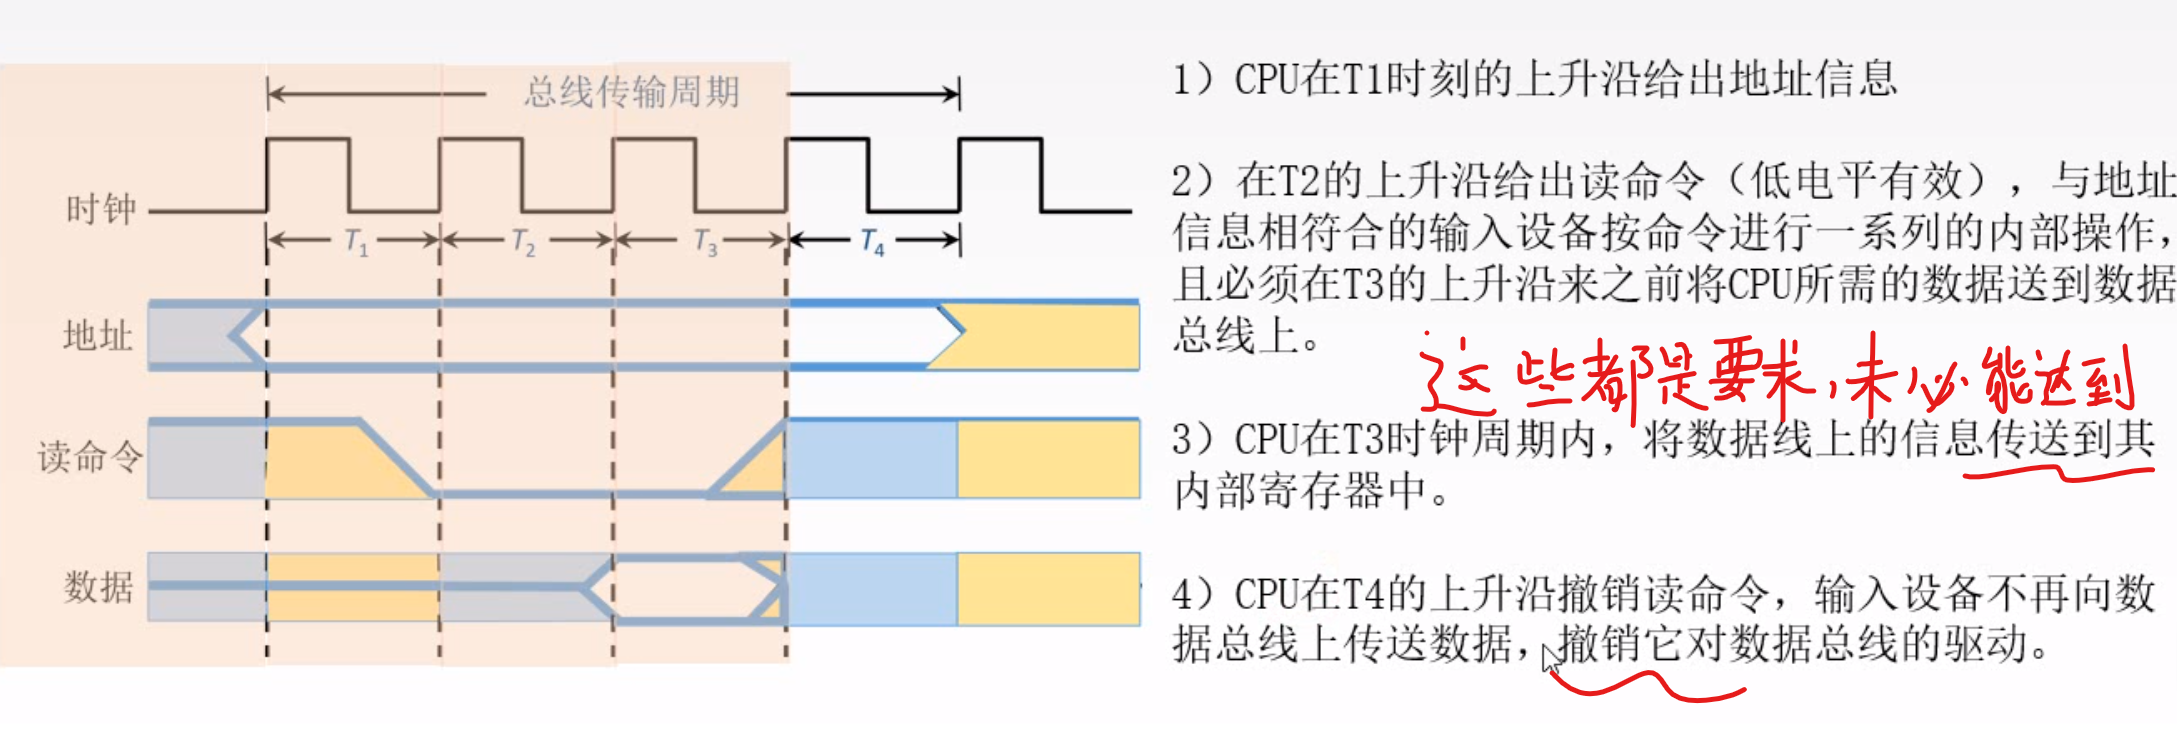 总线传输周期
时钟
T1 T2 T3 T4
地址
读命令
数据
1）CPU在T1时刻的上升沿给出地址信息
2）在T2的上升沿给出读命令（低电平有效），与地址
信息相符合的输入设备按命令进行一系列的内部操作，
且必须在T3的上升沿来之前将CPU所需的数据送到数据
总线上。
这些都是要求，未必能达到
3）CPU在T3时钟周期内，将数据线上的信息传送到其
内部寄存器中。
4）CPU在T4的上升沿撤销读命令，输入设备不再向数
据总线上传送数据，撤销它对数据总线的驱动。